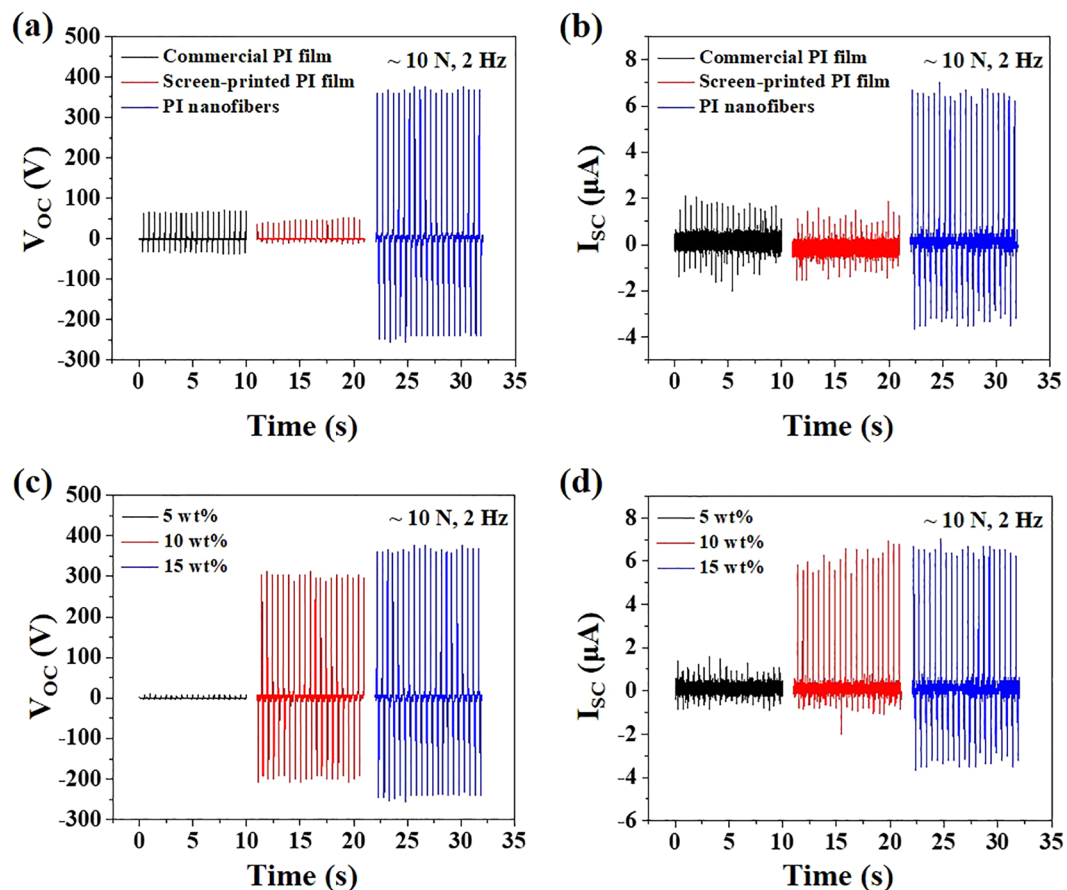 (a)
500
400
300
200
100
0
-100
-200
-300
V_OC (V)
Commercial PI film
Screen-printed PI film
PI nanofibers
~ 10 N, 2 Hz
0 5 10 15 20 25 30 35
Time (s)
(b)
8
6
4
2
0
-2
-4
I_SC (µA)
Commercial PI film
Screen-printed PI film
PI nanofibers
~ 10 N, 2 Hz
0 5 10 15 20 25 30 35
Time (s)
(c)
500
400
300
200
100
0
-100
-200
-300
V_OC (V)
5 wt%
10 wt%
15 wt%
~ 10 N, 2 Hz
0 5 10 15 20 25 30 35
Time (s)
(d)
8
6
4
2
0
-2
-4
-6
I_SC (µA)
5 wt%
10 wt%
15 wt%
~ 10 N, 2 Hz
0 5 10 15 20 25 30 35
Time (s)